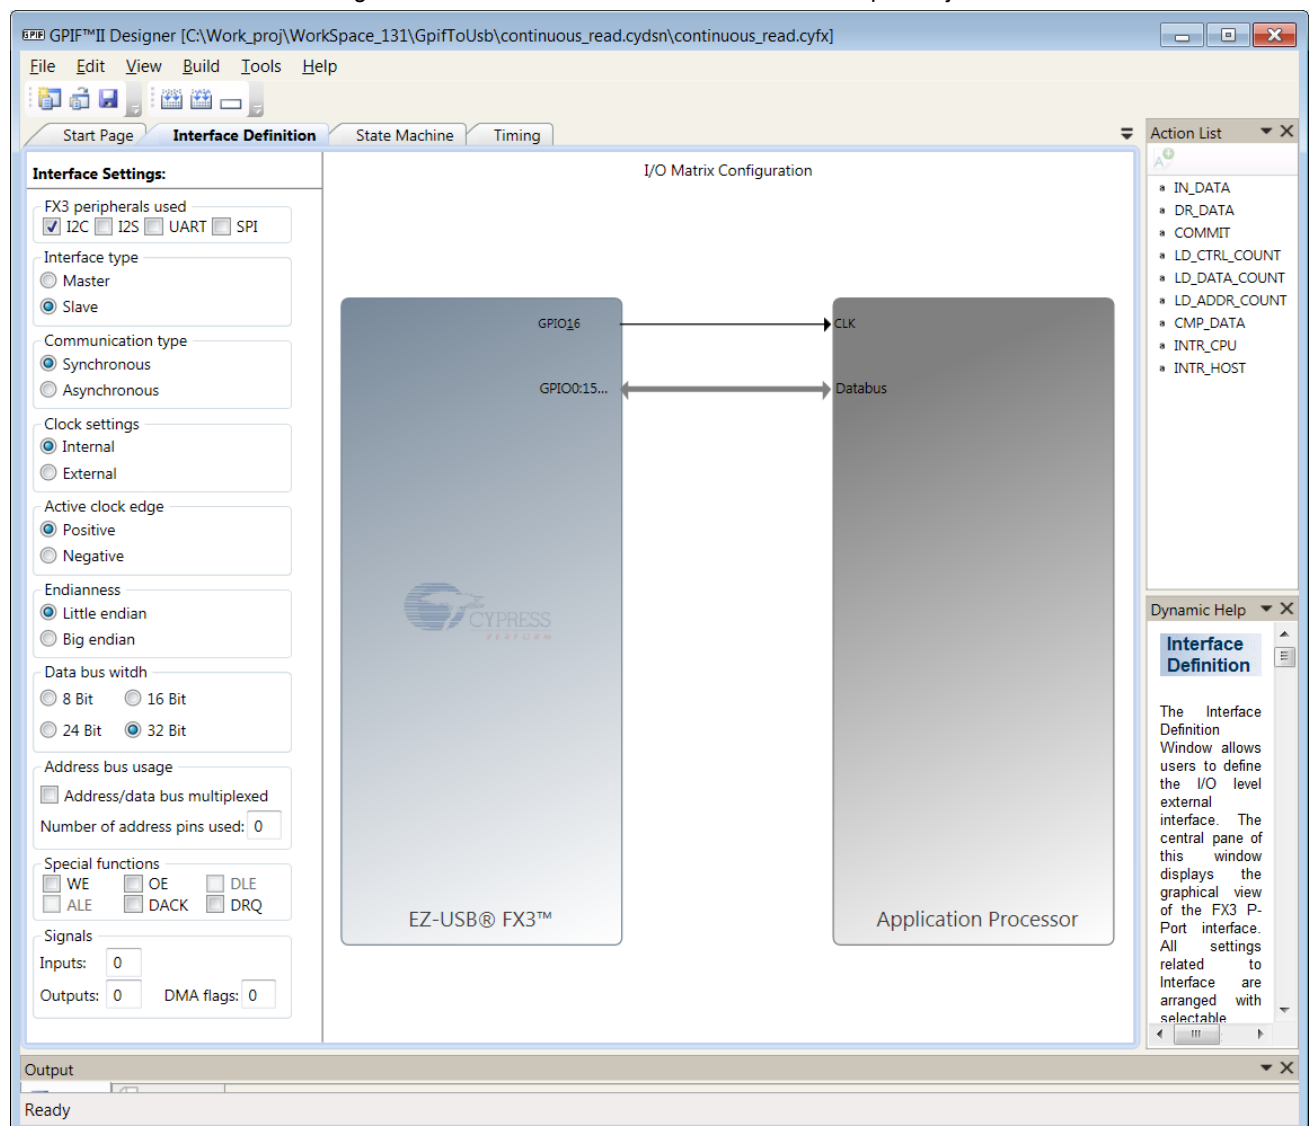 GPIF GPIF™II Designer [C:\Work_proj\WorkSpace_131\GpifToUsb\continuous_read.cydsn\continuous_read.cyfx]
File Edit View Build Tools Help
Start Page Interface Definition State Machine Timing
Interface Settings:
FX3 peripherals used
I2C I2S UART SPI
Interface type
Master
Slave
Communication type
Synchronous
Asynchronous
Clock settings
Internal
External
Active clock edge
Positive
Negative
Endianness
Little endian
Big endian
Data bus witdh
8 Bit 16 Bit
24 Bit 32 Bit
Address bus usage
Address/data bus multiplexed
Number of address pins used: 0
Special functions
WE OE DLE
ALE DACK DRQ
Signals
Inputs: 0
Outputs: 0 DMA flags: 0
I/O Matrix Configuration
GPIO16 CLK
GPIO0:15... Databus
CYPRESS
PERFORM
EZ-USB® FX3™
Application Processor
Action List
IN_DATA
DR_DATA
COMMIT
LD_CTRL_COUNT
LD_DATA_COUNT
LD_ADDR_COUNT
CMP_DATA
INTR_CPU
INTR_HOST
Dynamic Help
Interface
Definition
The Interface
Definition
Window allows
users to define
the I/O level
external
interface. The
central pane of
this window
displays the
graphical view
of the FX3 P-
Port interface.
All settings
related to
Interface are
arranged with
selectable
Output
Ready